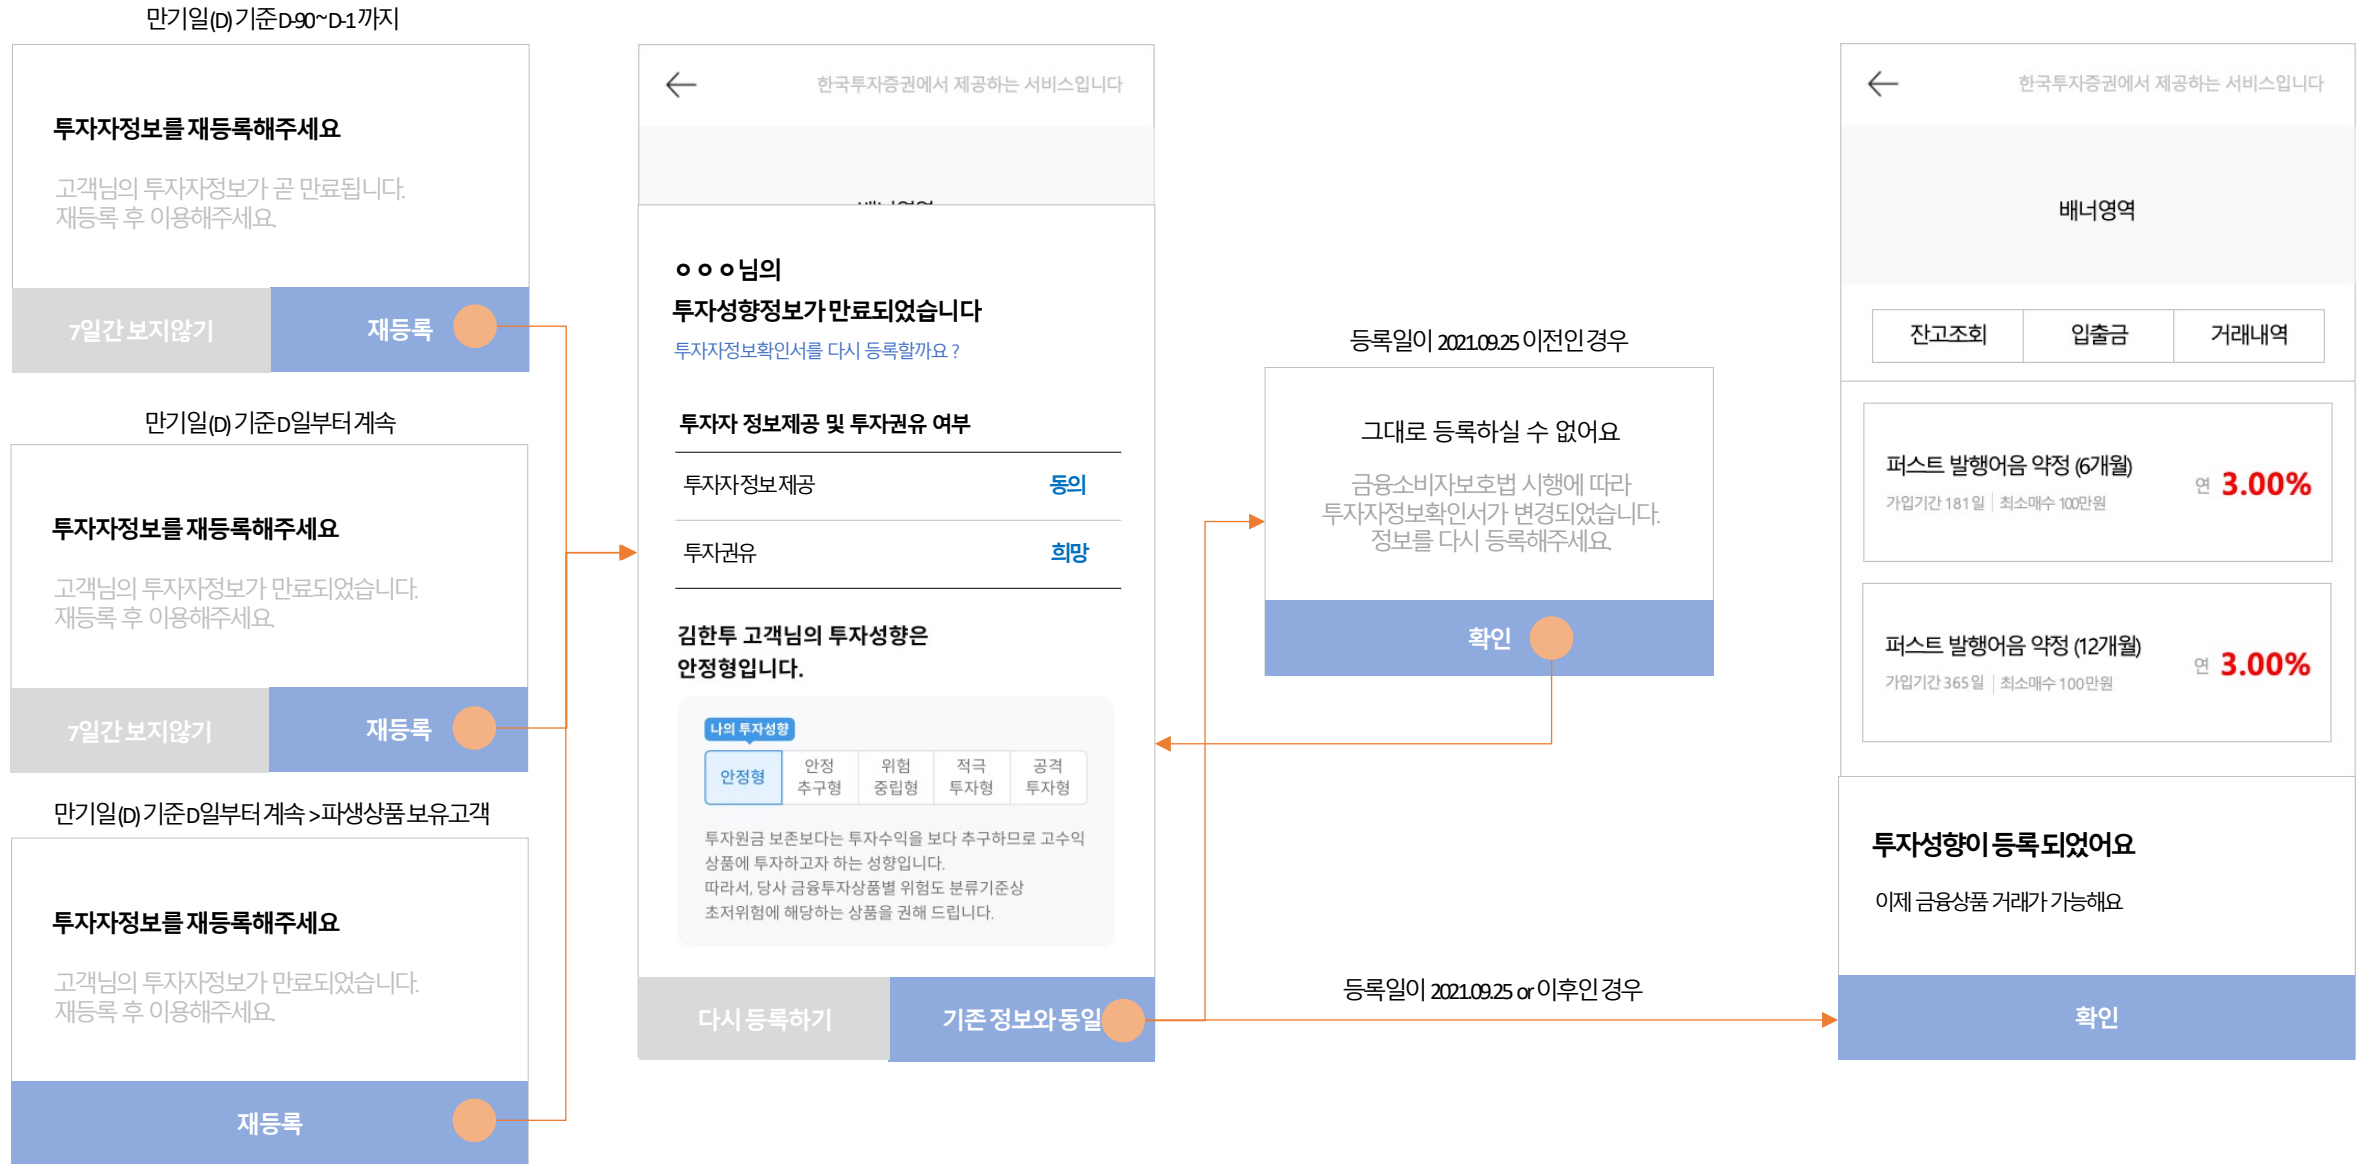 만기일(D) 기준 D-90 ~ D-1 까지
투자자정보를 재등록해주세요
고객님의 투자자정보가 곧 만료됩니다.
재등록 후 이용해주세요.
7일간 보지않기
재등록
만기일(D) 기준 D일부터 계속
투자자정보를 재등록해주세요
고객님의 투자자정보가 만료되었습니다.
재등록 후 이용해주세요.
7일간 보지않기
재등록
만기일(D) 기준 D일부터 계속 > 파생상품 보유고객
투자자정보를 재등록해주세요
고객님의 투자자정보가 만료되었습니다.
재등록 후 이용해주세요.
재등록
한국투자증권에서 제공하는 서비스입니다
ㅇㅇㅇ님의
투자성향정보가 만료되었습니다
투자자정보확인서를 다시 등록할까요 ?
투자자 정보제공 및 투자권유 여부
투자자 정보 제공
동의
투자권유
희망
김한투 고객님의 투자성향은
안정형입니다.
나의 투자성향
안정형
안정
추구형
위험
중립형
적극
투자형
공격
투자형
투자원금 보존보다는 투자수익을 보다 추구하므로 고수익
상품에 투자하고자 하는 성향입니다.
따라서, 당사 금융투자상품별 위험도 분류기준상
초저위험에 해당하는 상품을 권해 드립니다.
다시 등록하기
기존 정보와 동일
등록일이 2021.09.25 이전인 경우
그대로 등록하실 수 없어요
금융소비자보호법 시행에 따라
투자자정보확인서가 변경되었습니다.
정보를 다시 등록해주세요.
확인
등록일이 2021.09.25 or 이후인 경우
한국투자증권에서 제공하는 서비스입니다
배너영역
잔고조회
입출금
거래내역
퍼스트 발행어음 약정 (6개월)
가입기간 181일 | 최소매수 100만원
연 3.00%
퍼스트 발행어음 약정 (12개월)
가입기간 365일 | 최소매수 100만원
연 3.00%
투자성향이 등록 되었어요
이제 금융상품 거래가 가능해요
확인